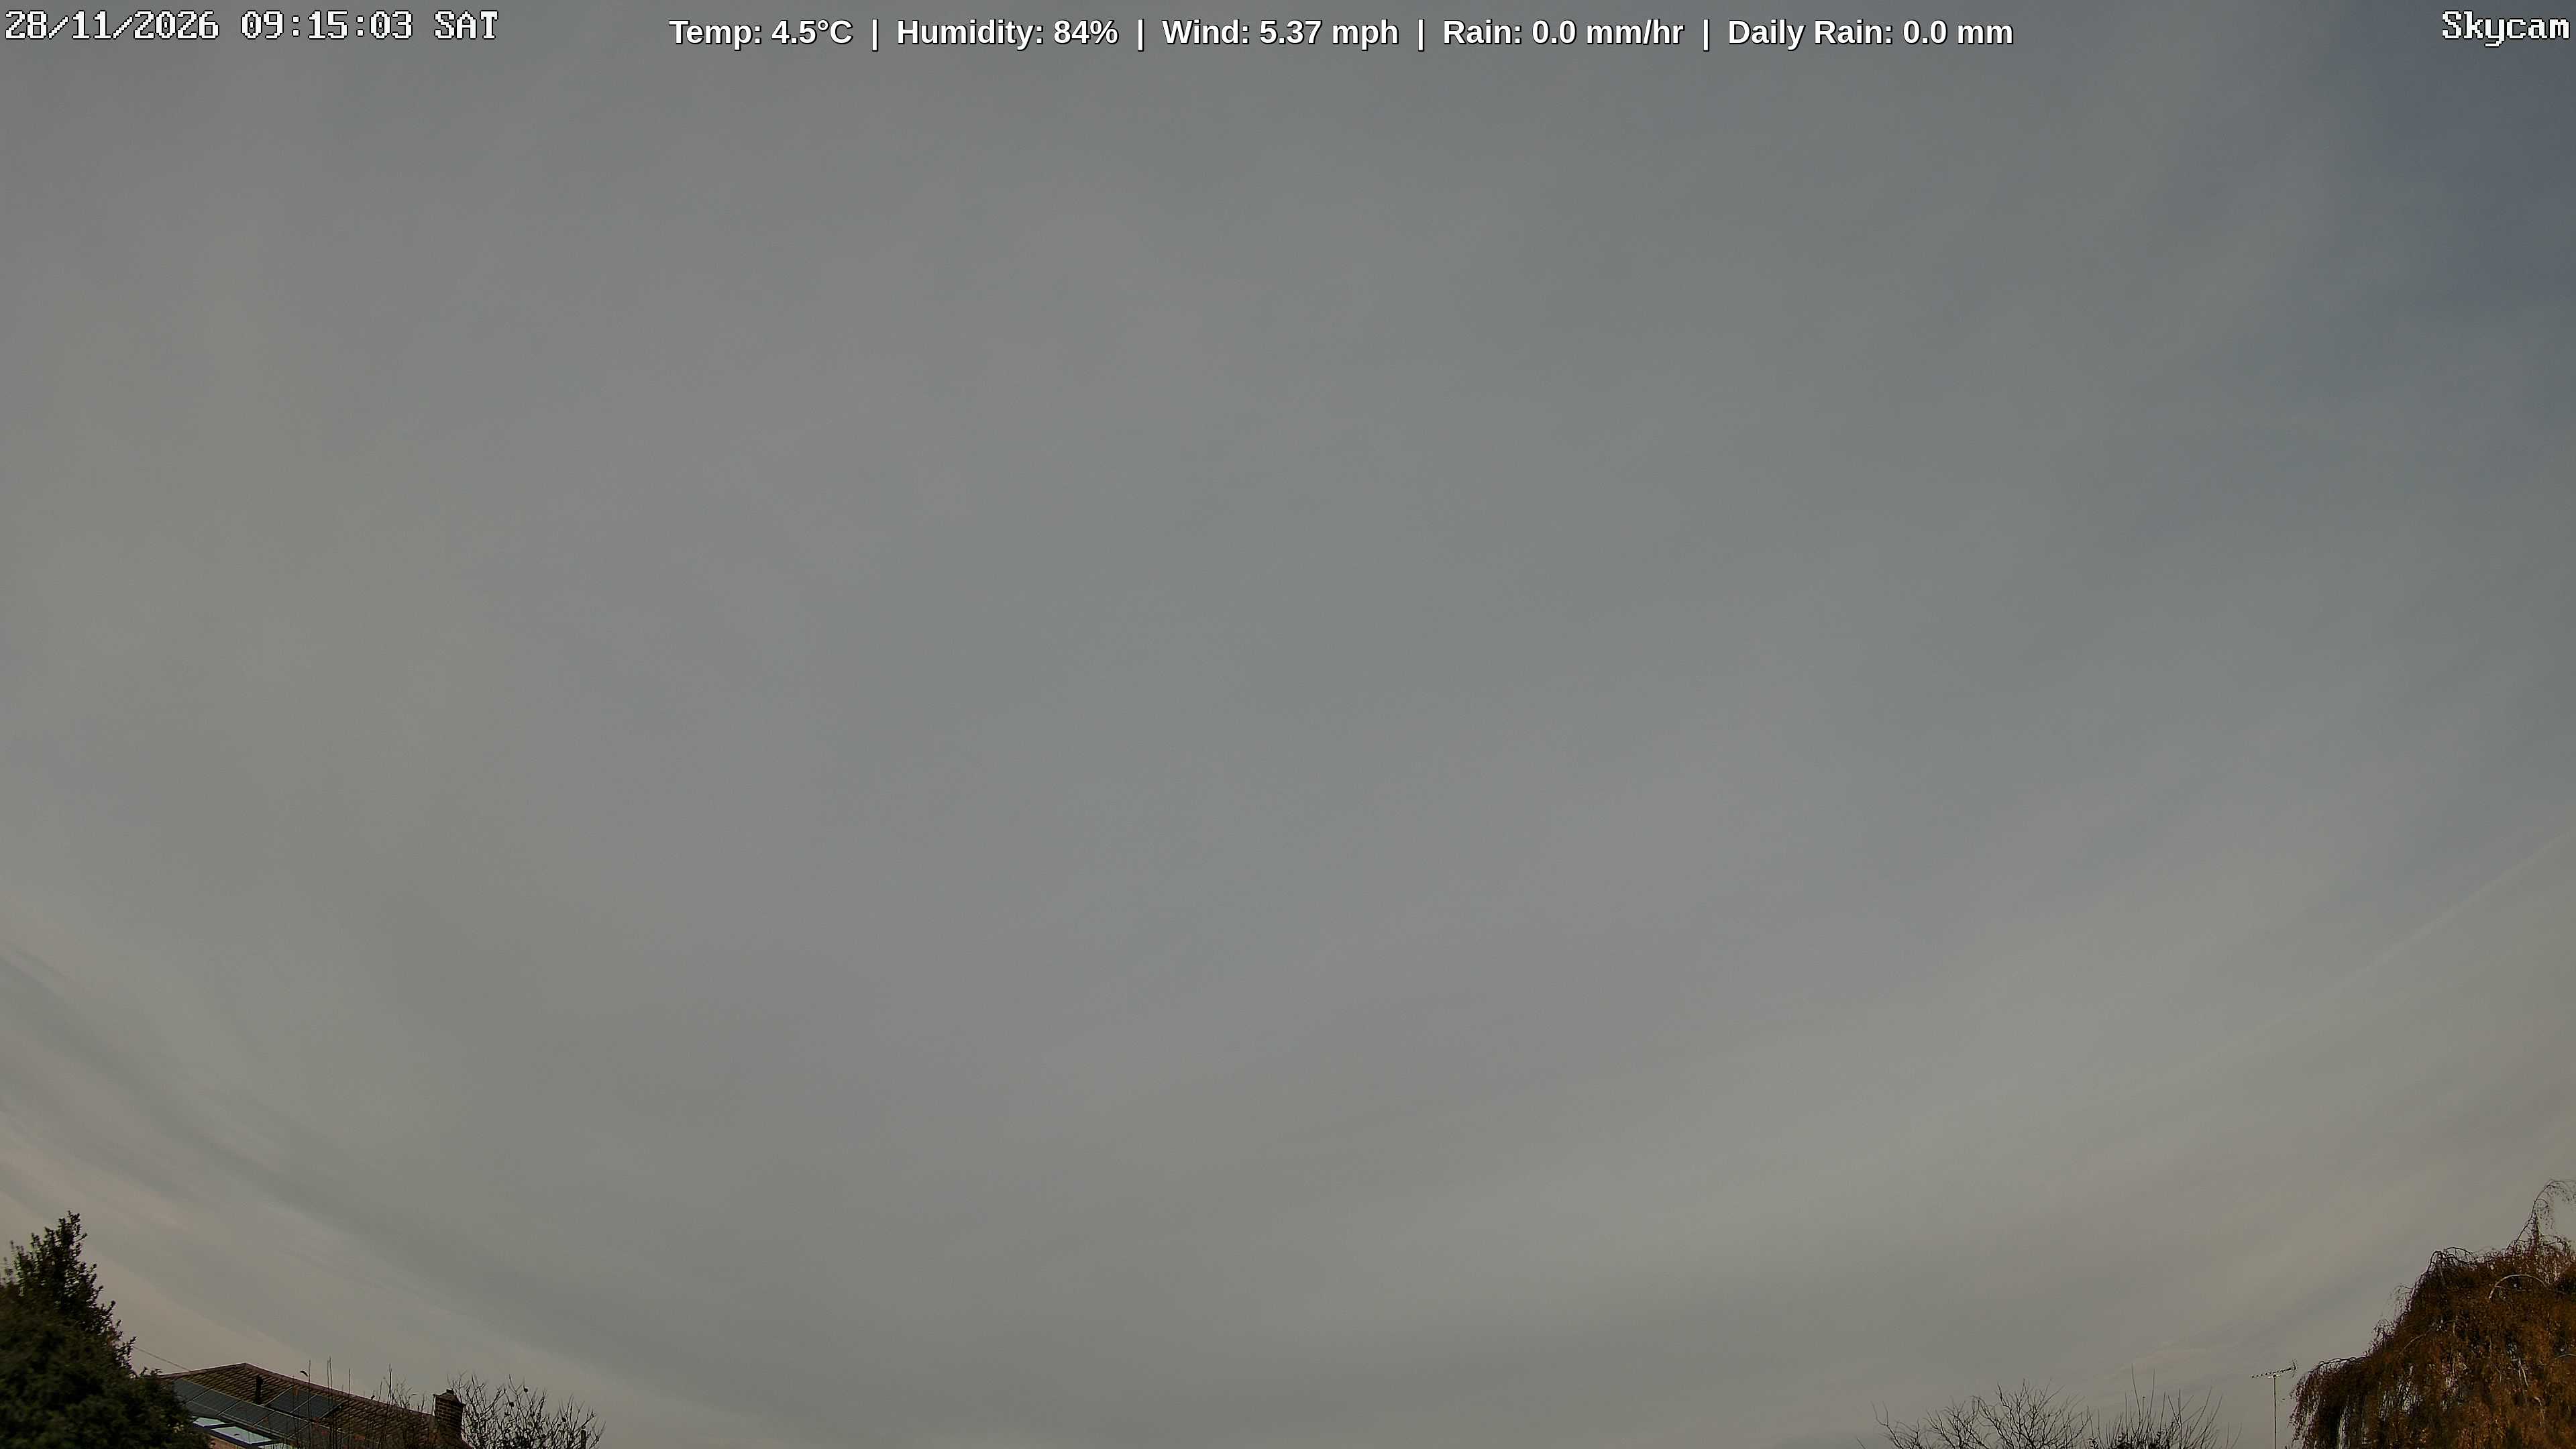 28/11/2026 09:15:03 SAT
Temp: 4.5°C | Humidity: 84% | Wind: 5.37 mph | Rain: 0.0 mm/hr | Daily Rain: 0.0 mm
Skycam